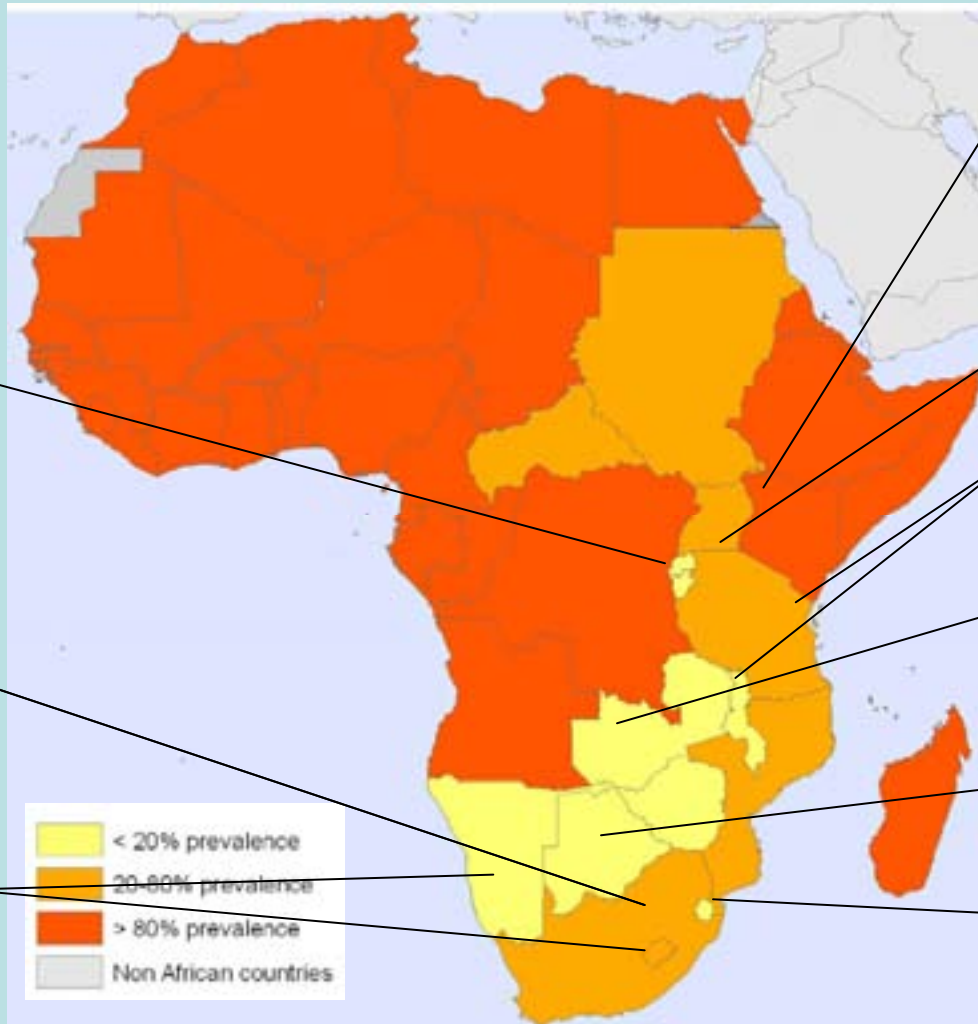 < 20% prevalence
20-80% prevalence
> 80% prevalence
Non African countries